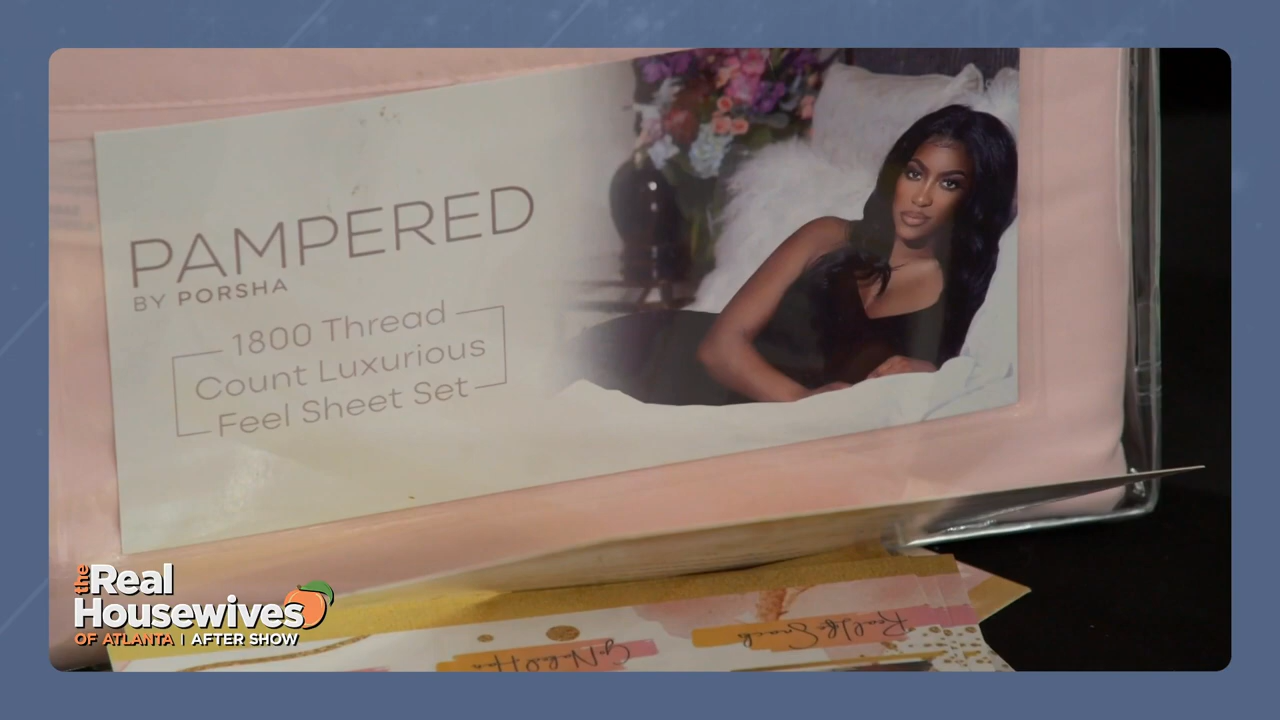 PAMPERED
BY PORSHA
1800 Thread
Count Luxurious
Feel Sheet Set
the Real
Housewives
OF ATLANTA | AFTER SHOW